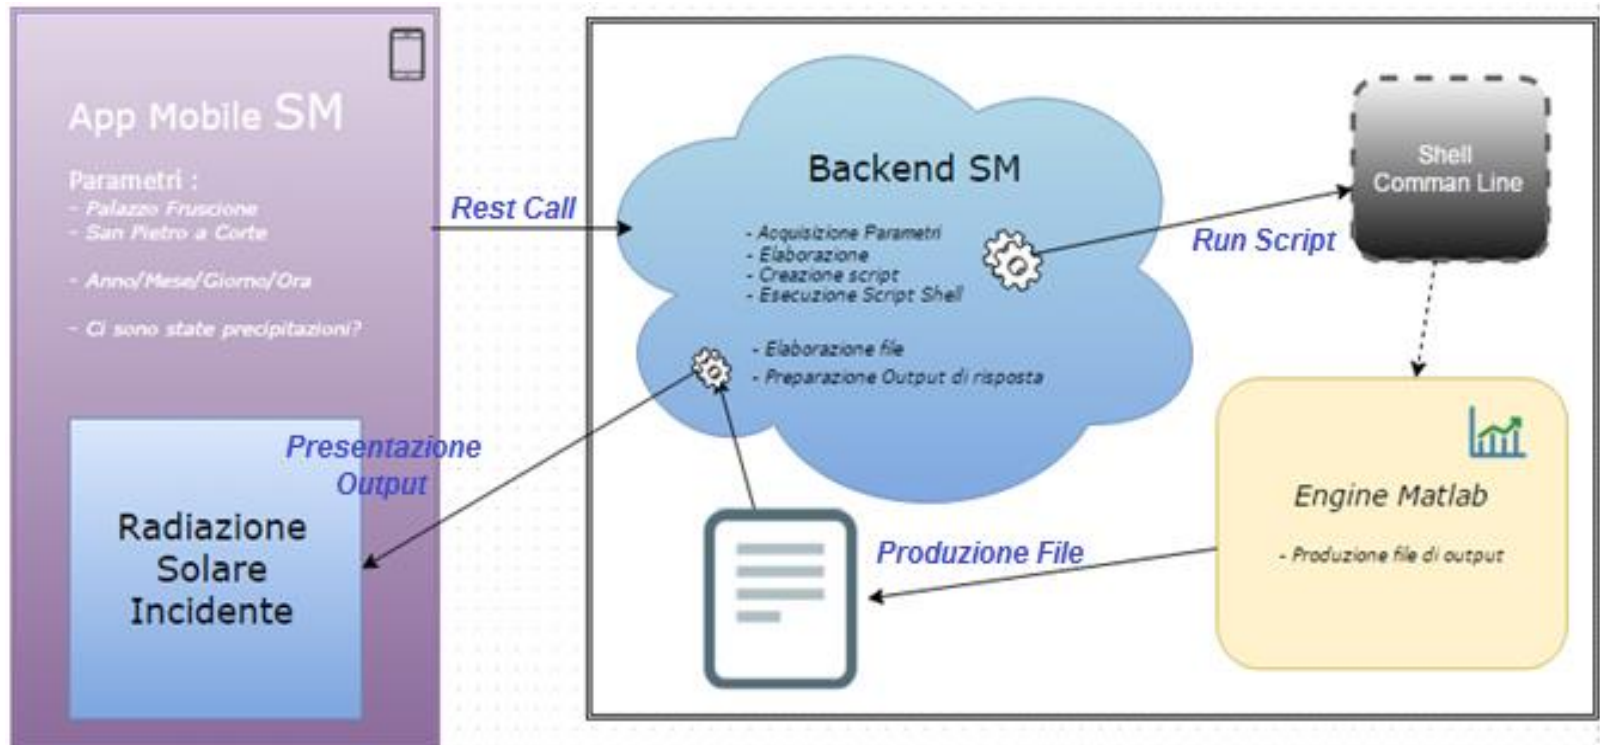 App Mobile SM
Parametri :
- Palazzo Fruscione
- San Pietro a Corte
- Anno/Mese/Giorno/Ora
- Ci sono state precipitazioni?
Radiazione
Solare
Incidente
Rest Call
Presentazione
Output
Backend SM
- Acquisizione Parametri
- Elaborazione
- Creazione script
- Esecuzione Script Shell
- Elaborazione file
- Preparazione Output di risposta
Run Script
Shell
Comman Line
Engine Matlab
- Produzione file di output
Produzione File